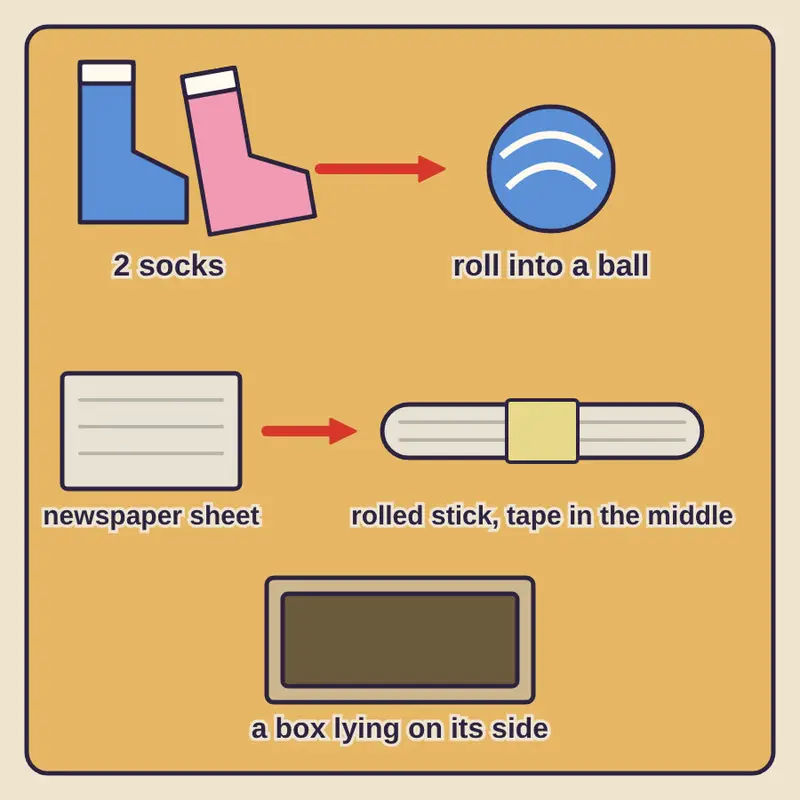 2 socks
roll into a ball
newspaper sheet
rolled stick, tape in the middle
a box lying on its side